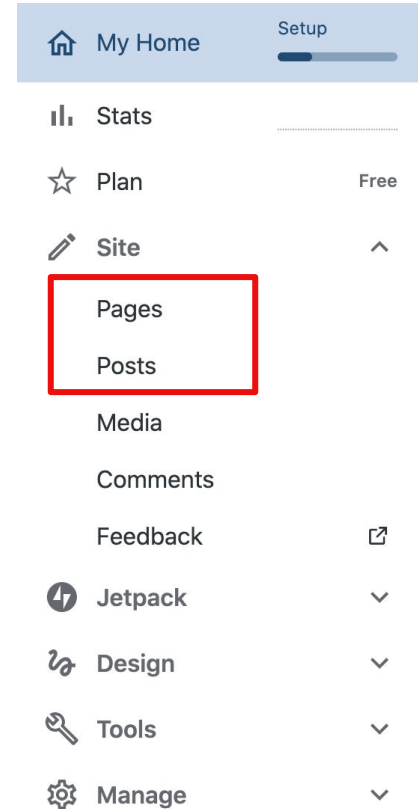 My Home Setup
Stats
Plan Free
Site
Pages
Posts
Media
Comments
Feedback
Jetpack
Design
Tools
Manage